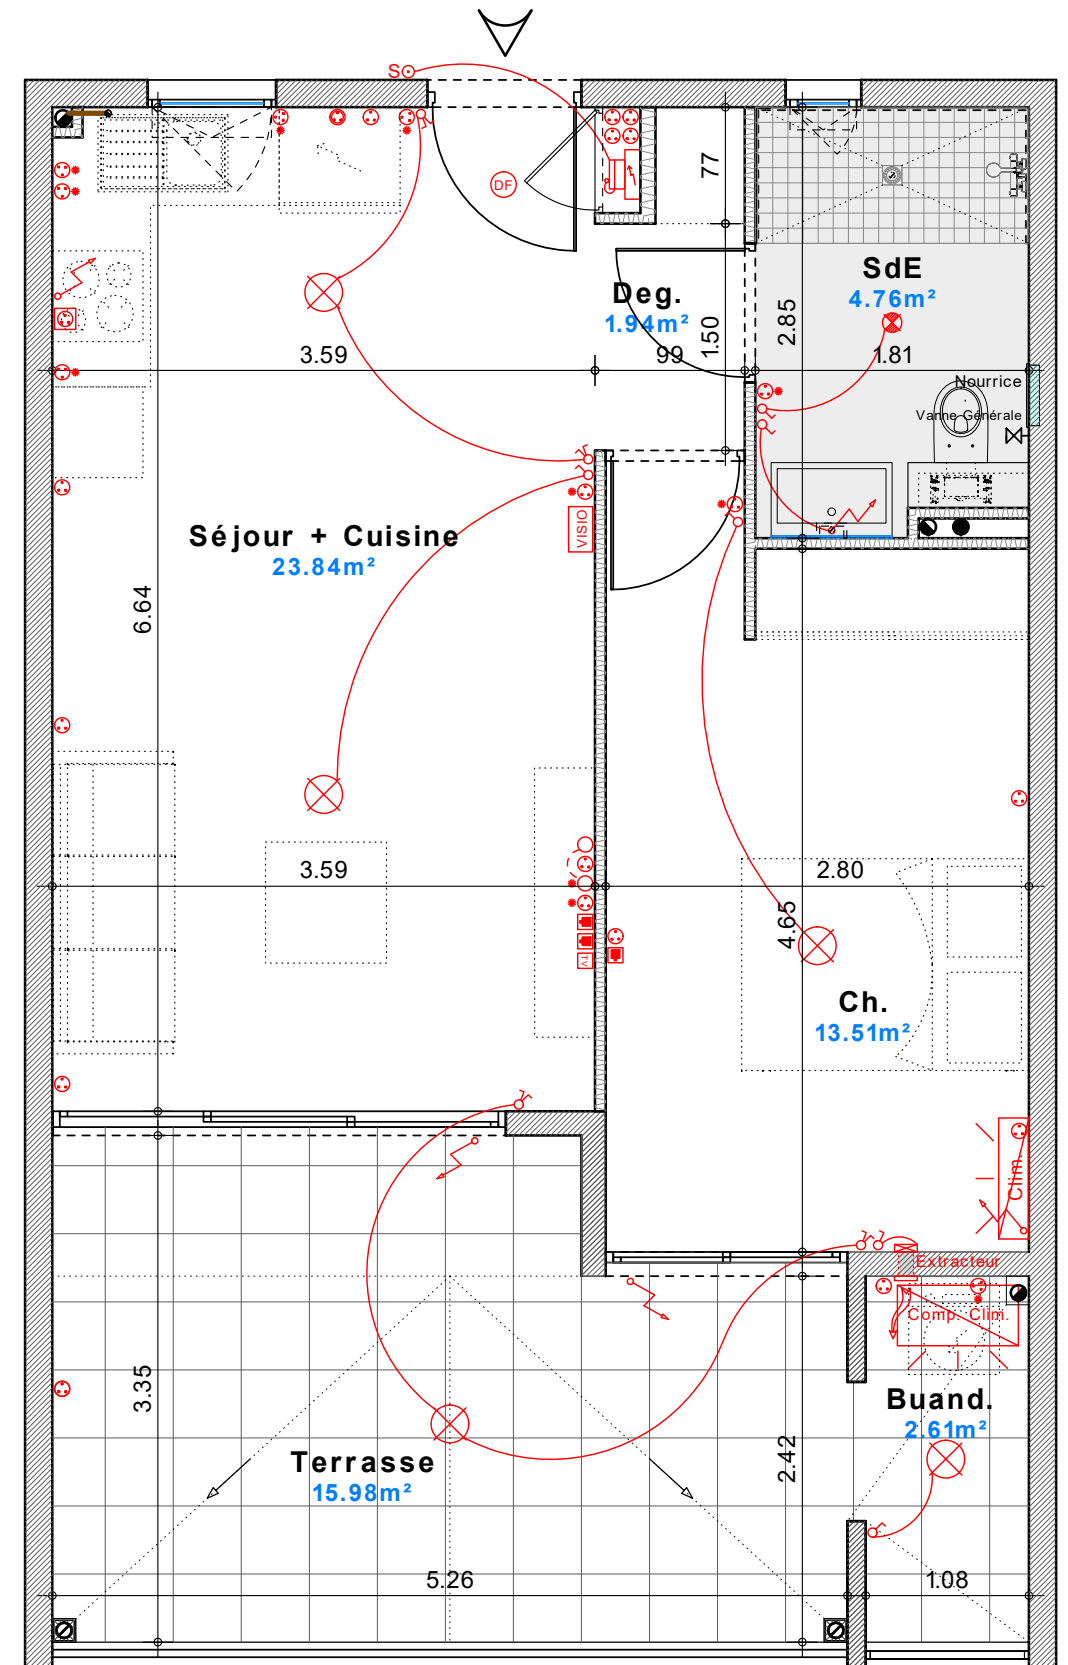 S
DF
77
SdE
4.76m²
Deg.
1.94m²
1.50
2.85
3.59
99
1.81
Nourrice
Vanne Générale
VISIO
Séjour + Cuisine
23.84m²
6.64
3.59
2.80
4.65
TV
Ch.
13.51m²
Clim.
Extracteur
Comp. Clim.
3.35
Buand.
2.61m²
2.42
Terrasse
15.98m²
5.26
1.08